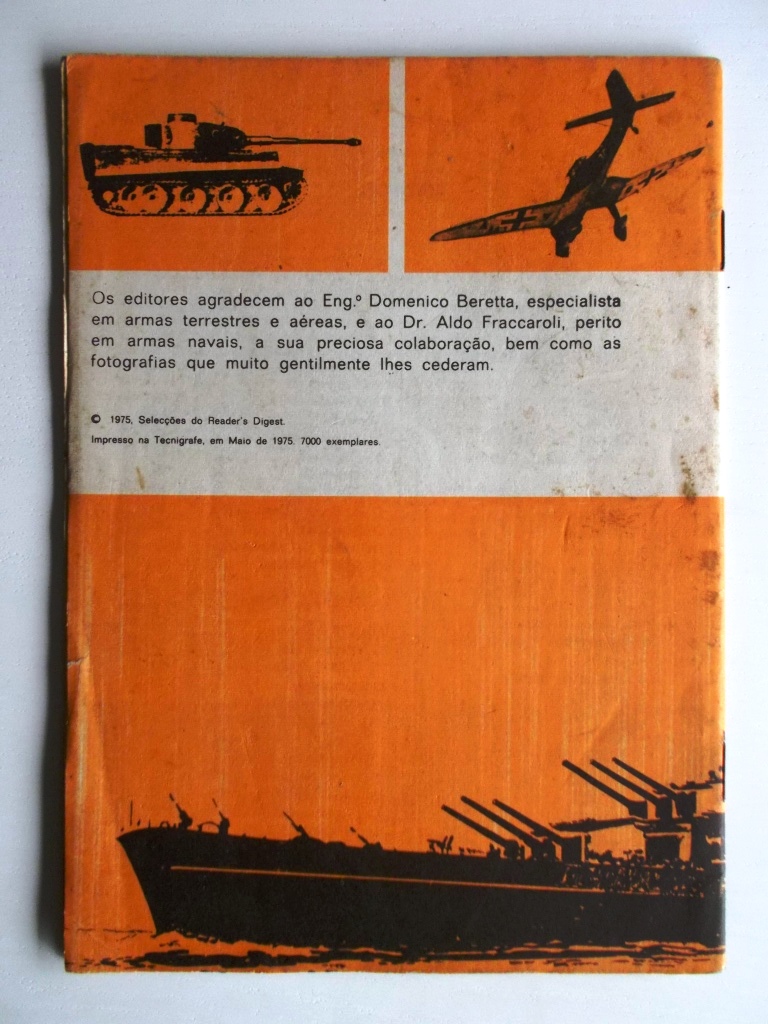 Os editores agradecem ao Eng.º Domenico Beretta, especialista
em armas terrestres e aéreas, e ao Dr. Aldo Fraccaroli, perito
em armas navais, a sua preciosa colaboração, bem como as
fotografias que muito gentilmente lhes cederam.
© 1975, Selecções do Reader's Digest.
Impresso na Tecnigrafe, em Maio de 1975. 7000 exemplares.